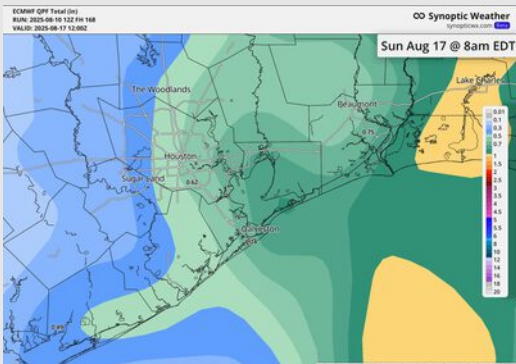 ECMWF QPF Total (in)
RUN: 2025-08-10 12Z FH 168
VALID: 2025-08-17 12:00Z
Synoptic Weather
synopticwx.com Beta
Sun Aug 17 @ 8am EDT
Lake Charles
The Woodlands
Beaumont
0.75
Houston
0.62
Sugar Land
Galveston
0.01
0.1
0.3
0.5
0.7
1
1.5
2
2.5
3
3.5
4
4.5
5
5.5
6
8
10
12
14
16
18
20